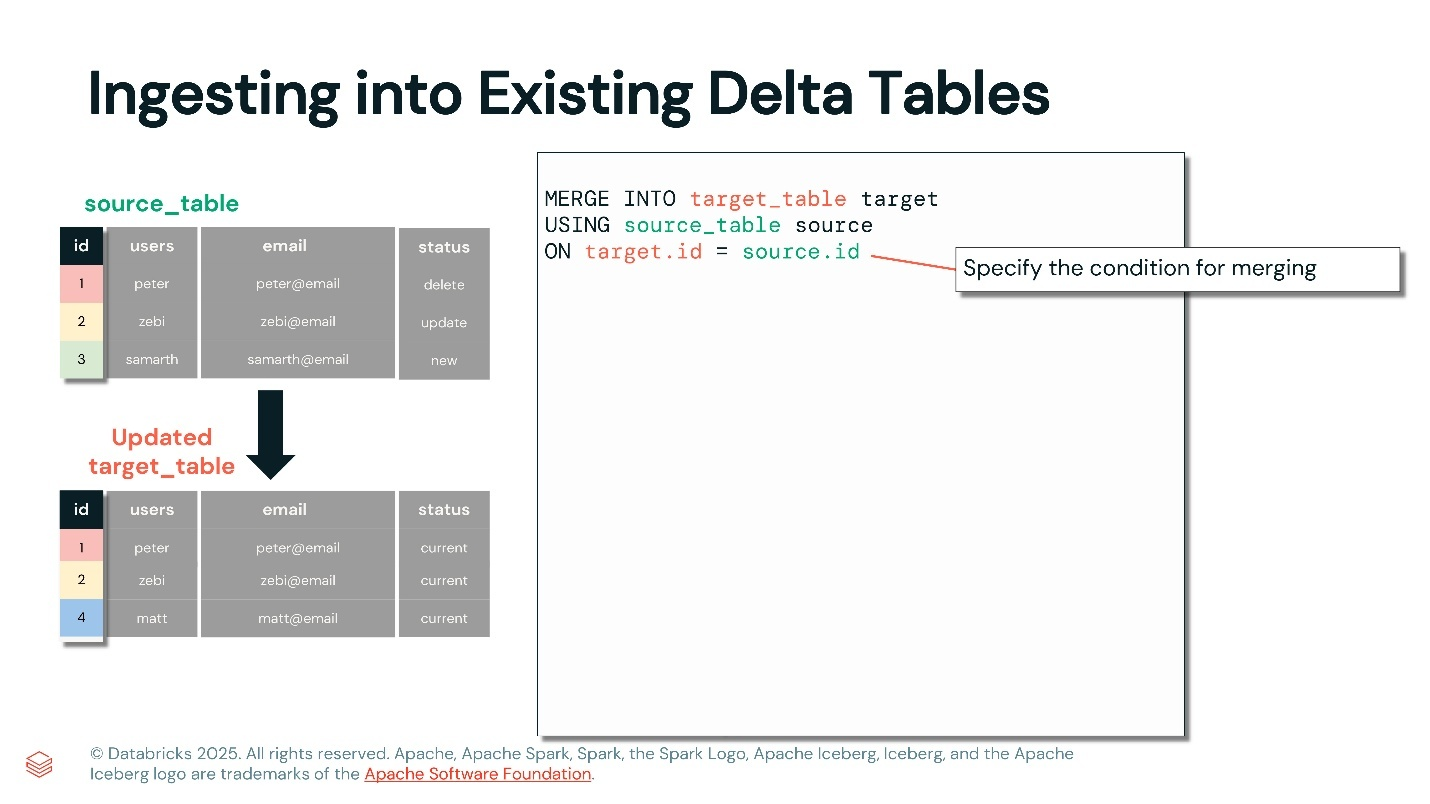 Ingesting into Existing Delta Tables
source_table
id users email status
1 peter peter@email delete
2 zebi zebi@email update
3 samarth samarth@email new
Updated
target_table
id users email status
1 peter peter@email current
2 zebi zebi@email current
4 matt matt@email current
MERGE INTO target_table target
USING source_table source
ON target.id = source.id
Specify the condition for merging
© Databricks 2025. All rights reserved. Apache, Apache Spark, Spark, the Spark Logo, Apache Iceberg, Iceberg, and the Apache
Iceberg logo are trademarks of the Apache Software Foundation.